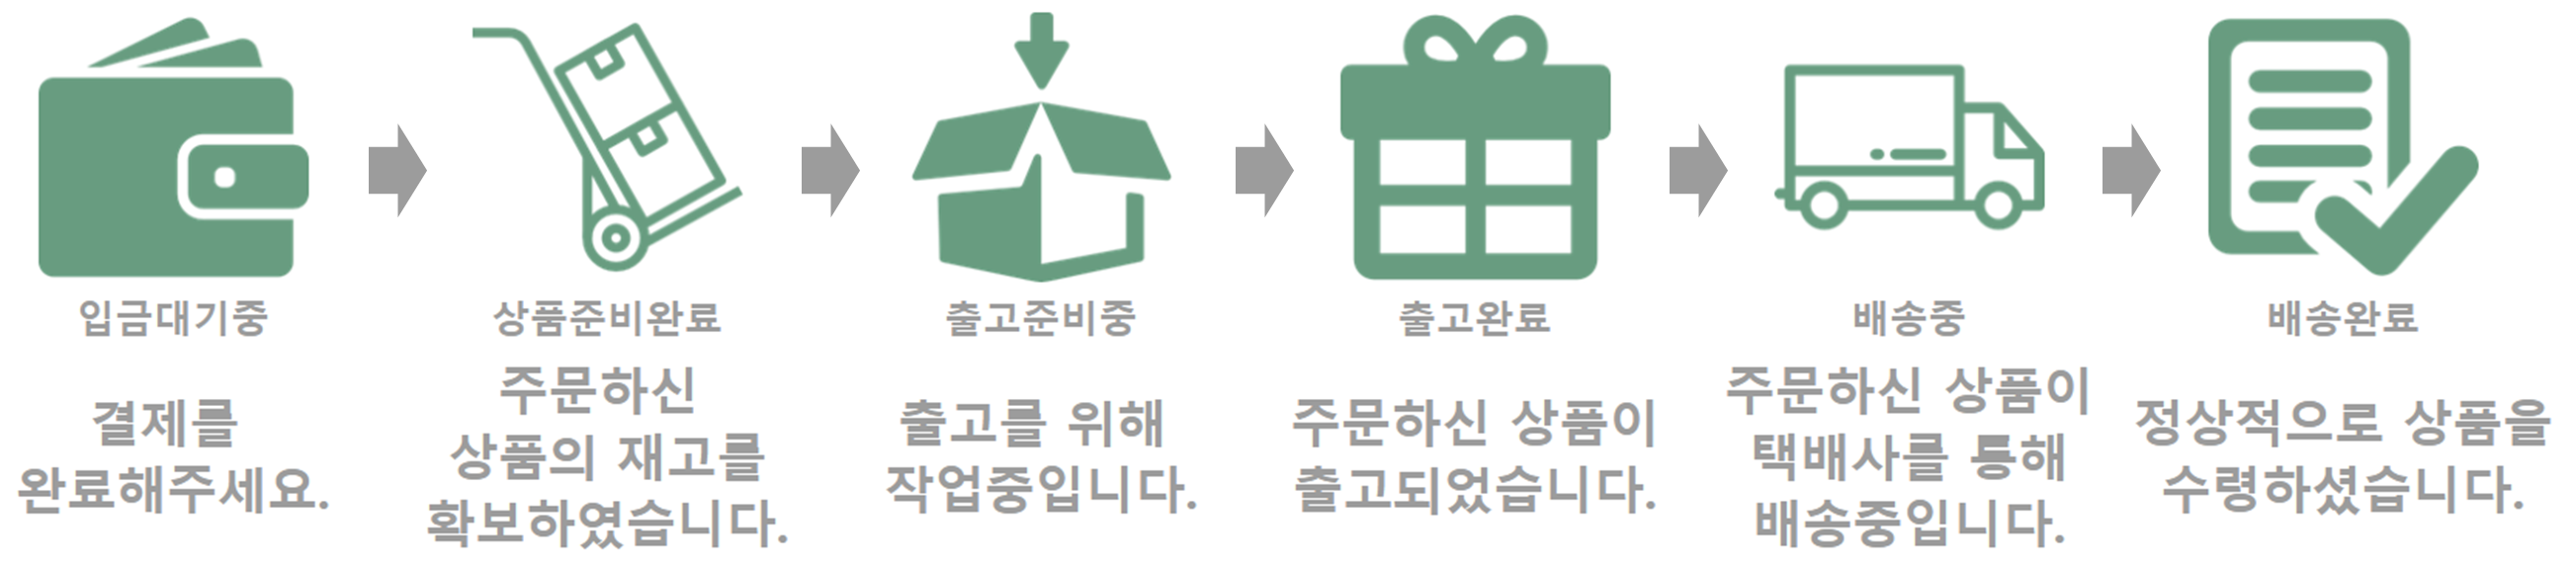 입금대기중
결제를
완료해주세요.
상품준비완료
주문하신
상품의 재고를
확보하였습니다.
출고준비중
출고를 위해
작업중입니다.
출고완료
주문하신 상품이
출고되었습니다.
배송중
주문하신 상품이
택배사를 통해
배송중입니다.
배송완료
정상적으로 상품을
수령하셨습니다.